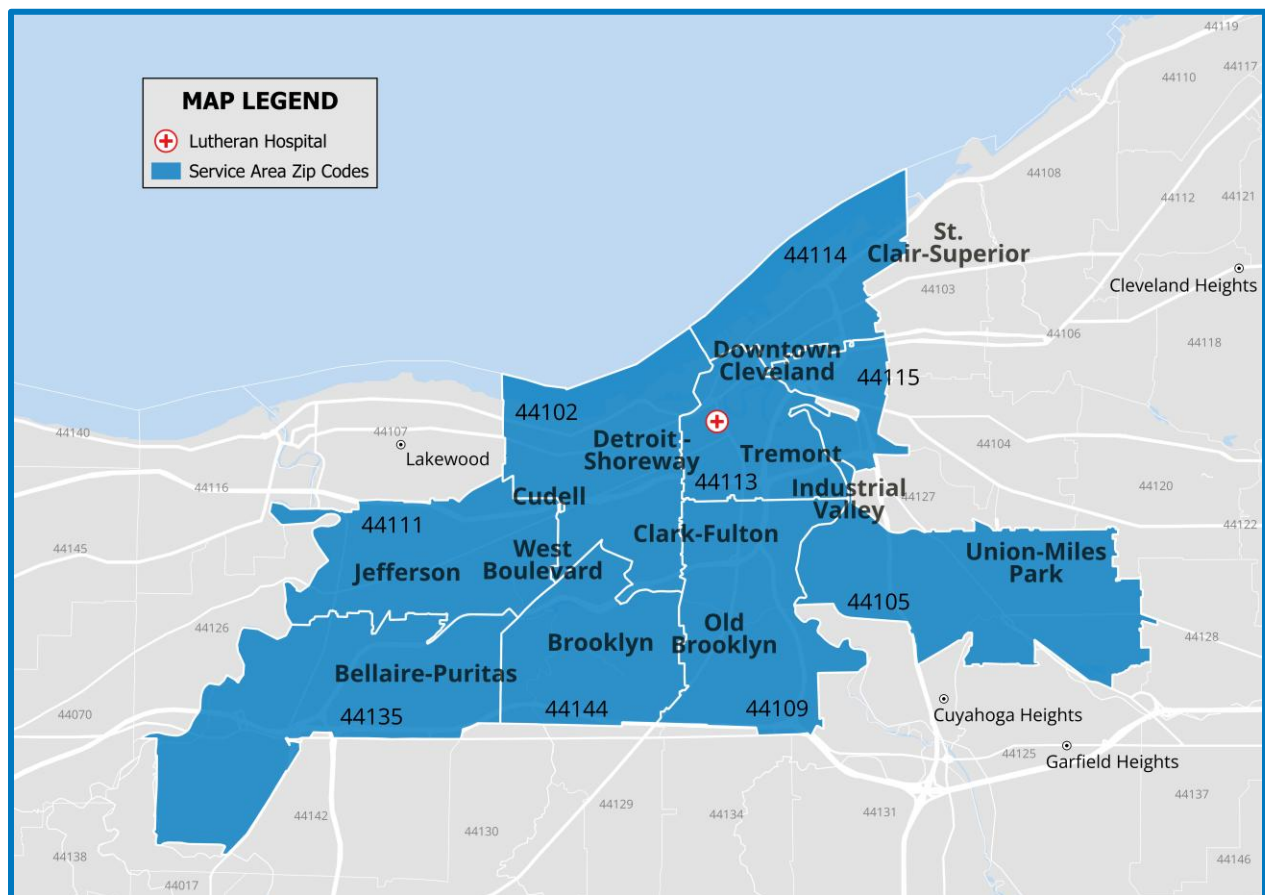 MAP LEGEND
Lutheran Hospital
Service Area Zip Codes
44119
44117
44110
44108
44121
44112
St.
Clair-Superior
44114
Cleveland Heights
44103
44106
44118
Downtown
Cleveland
44115
44102
44140
44107
Lakewood
Detroit -
Shoreway
Tremont
44104
44116
Cudell
44113
Industrial
Valley
44127
44120
44122
44111
44145
West
Boulevard
Clark-Fulton
Union-Miles
Park
Jefferson
44105
44126
Brooklyn
Old
Brooklyn
44128
Bellaire-Puritas
44070
44135
44144
44109
Cuyahoga Heights
44125
Garfield Heights
44142
44129
44134
44131
44137
44130
44138
44017
44146